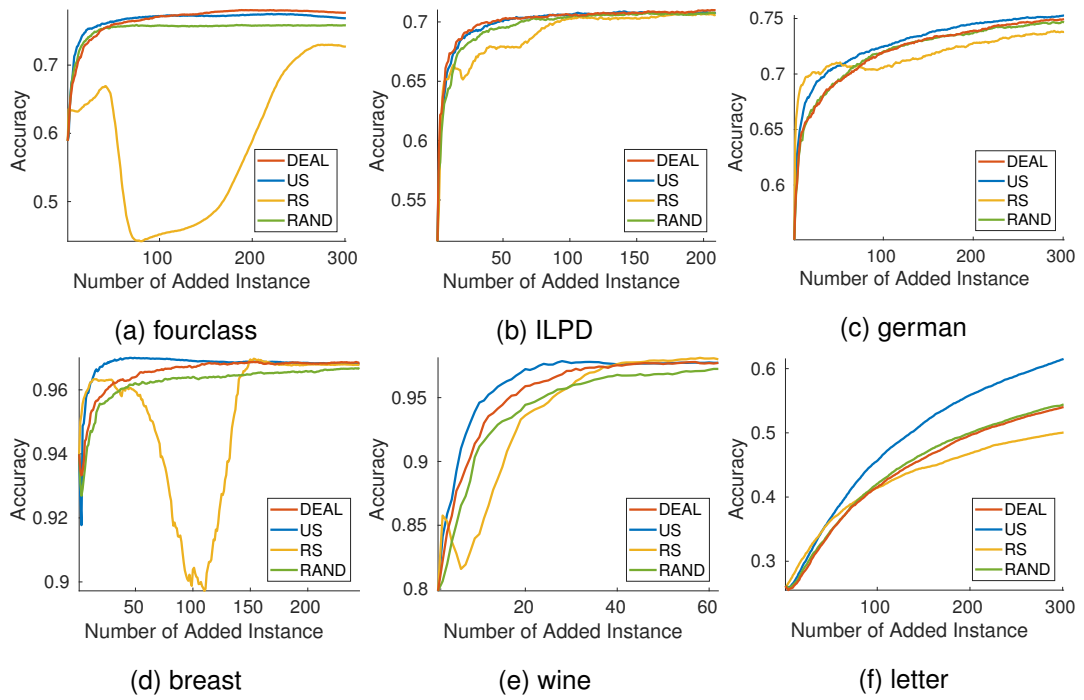 Accuracy
0.7
0.6
0.5
100
200
300
Number of Added Instance
DEAL
US
RS
RAND
(a) fourclass
Accuracy
0.7
0.65
0.6
0.55
50
100
150
200
Number of Added Instance
DEAL
US
RS
RAND
(b) ILPD
Accuracy
0.75
0.7
0.65
0.6
100
200
300
Number of Added Instance
DEAL
US
RS
RAND
(c) german
Accuracy
0.96
0.94
0.92
0.9
50
100
150
200
Number of Added Instance
DEAL
US
RS
RAND
(d) breast
Accuracy
0.95
0.9
0.85
0.8
20
40
60
Number of Added Instance
DEAL
US
RS
RAND
(e) wine
Accuracy
0.6
0.5
0.4
0.3
100
200
300
Number of Added Instance
DEAL
US
RS
RAND
(f) letter